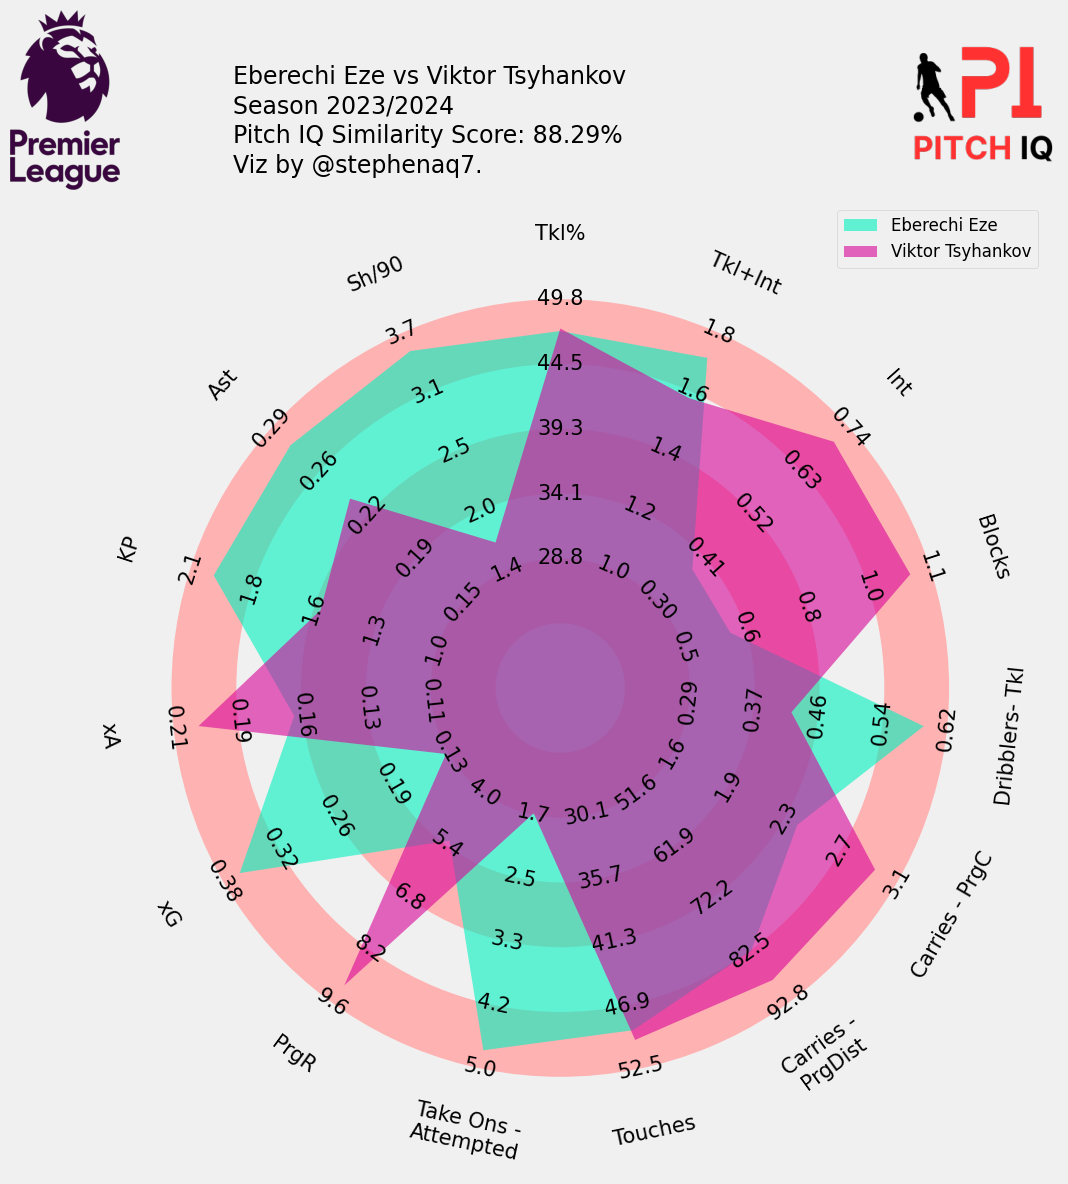 Premier
League
Eberechi Eze vs Viktor Tsyhankov
Season 2023/2024
Pitch IQ Similarity Score: 88.29%
Viz by @stephenaq7.
PI
PITCH IQ
Eberechi Eze
Viktor Tsyhankov
Tkl%
49.8
44.5
39.3
34.1
28.8
Tkl+Int
1.8
1.6
1.4
1.2
1.0
Int
0.74
0.63
0.52
0.41
0.30
Blocks
1.1
1.0
0.8
0.6
0.5
Dribblers- Tkl
0.62
0.54
0.46
0.37
0.29
Carries - PrgC
3.1
2.7
2.3
1.9
1.6
Carries -
PrgDist
92.8
82.5
72.2
61.9
51.6
Touches
52.5
46.9
41.3
35.7
30.1
Take Ons -
Attempted
5.0
4.2
3.3
2.5
1.7
PrgR
9.6
8.2
6.8
5.4
4.0
xG
0.38
0.32
0.26
0.19
0.13
xA
0.21
0.19
0.16
0.13
0.11
KP
2.1
1.8
1.6
1.3
1.0
Ast
0.29
0.26
0.22
0.19
0.15
Sh/90
3.7
3.1
2.5
2.0
1.4